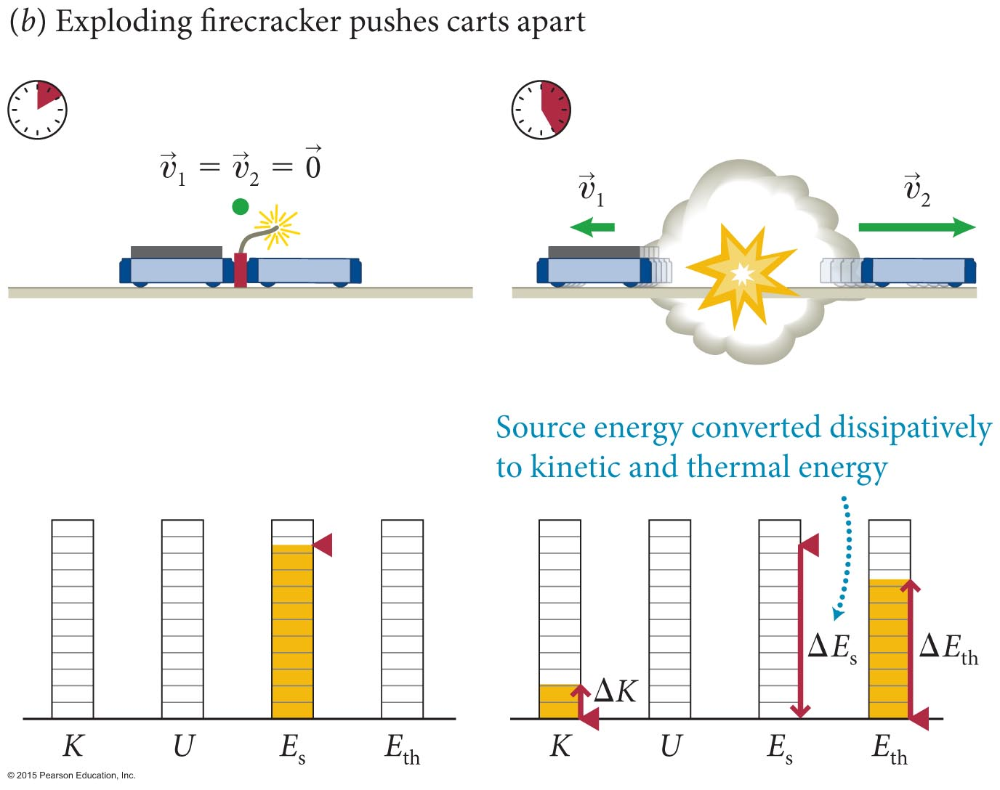 (b) Exploding firecracker pushes carts apart
v⃗₁ = v⃗₂ = 0⃗
v⃗₁
v⃗₂
Source energy converted dissipatively
to kinetic and thermal energy
ΔK
ΔEₛ
ΔEₜₕ
K U Eₛ Eₜₕ
K U Eₛ Eₜₕ
© 2015 Pearson Education, Inc.